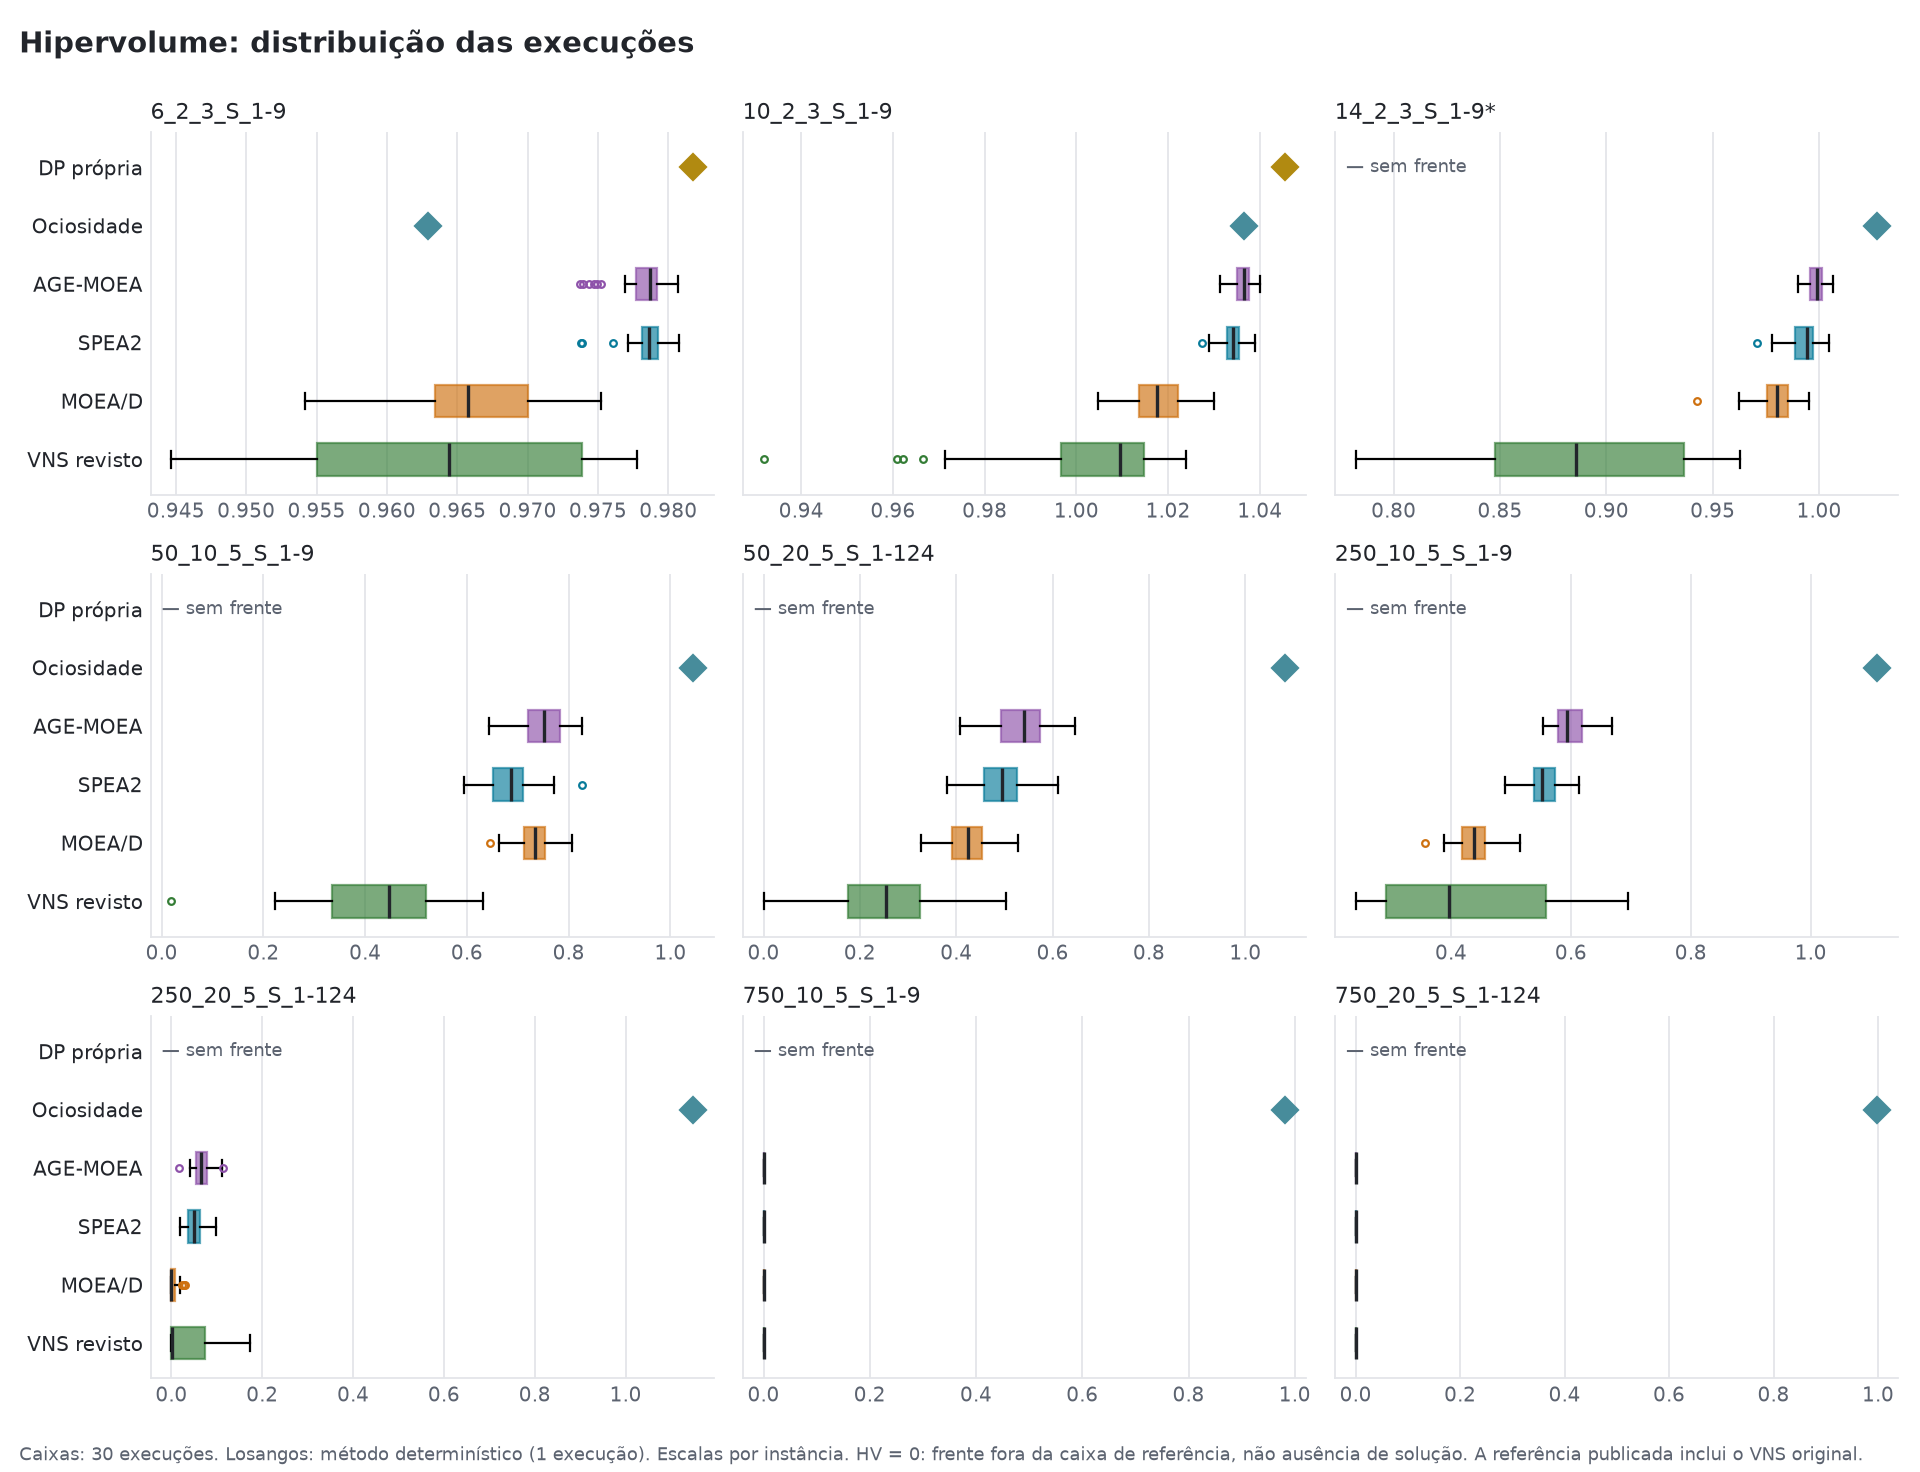 Hipervolume: distribuição das execuções
6_2_3_S_1-9
10_2_3_S_1-9
14_2_3_S_1-9*
DP própria
— sem frente
Ociosidade
AGE-MOEA
SPEA2
MOEA/D
VNS revisto
0.945 0.950 0.955 0.960 0.965 0.970 0.975 0.980
0.94 0.96 0.98 1.00 1.02 1.04
0.80 0.85 0.90 0.95 1.00
50_10_5_S_1-9
50_20_5_S_1-124
250_10_5_S_1-9
DP própria
— sem frente
— sem frente
— sem frente
Ociosidade
AGE-MOEA
SPEA2
MOEA/D
VNS revisto
0.0 0.2 0.4 0.6 0.8 1.0
0.0 0.2 0.4 0.6 0.8 1.0
0.4 0.6 0.8 1.0
250_20_5_S_1-124
750_10_5_S_1-9
750_20_5_S_1-124
DP própria
— sem frente
— sem frente
— sem frente
Ociosidade
AGE-MOEA
SPEA2
MOEA/D
VNS revisto
0.0 0.2 0.4 0.6 0.8 1.0
0.0 0.2 0.4 0.6 0.8 1.0
0.0 0.2 0.4 0.6 0.8 1.0
Caixas: 30 execuções. Losangos: método determinístico (1 execução). Escalas por instância. HV = 0: frente fora da caixa de referência, não ausência de solução. A referência publicada inclui o VNS original.